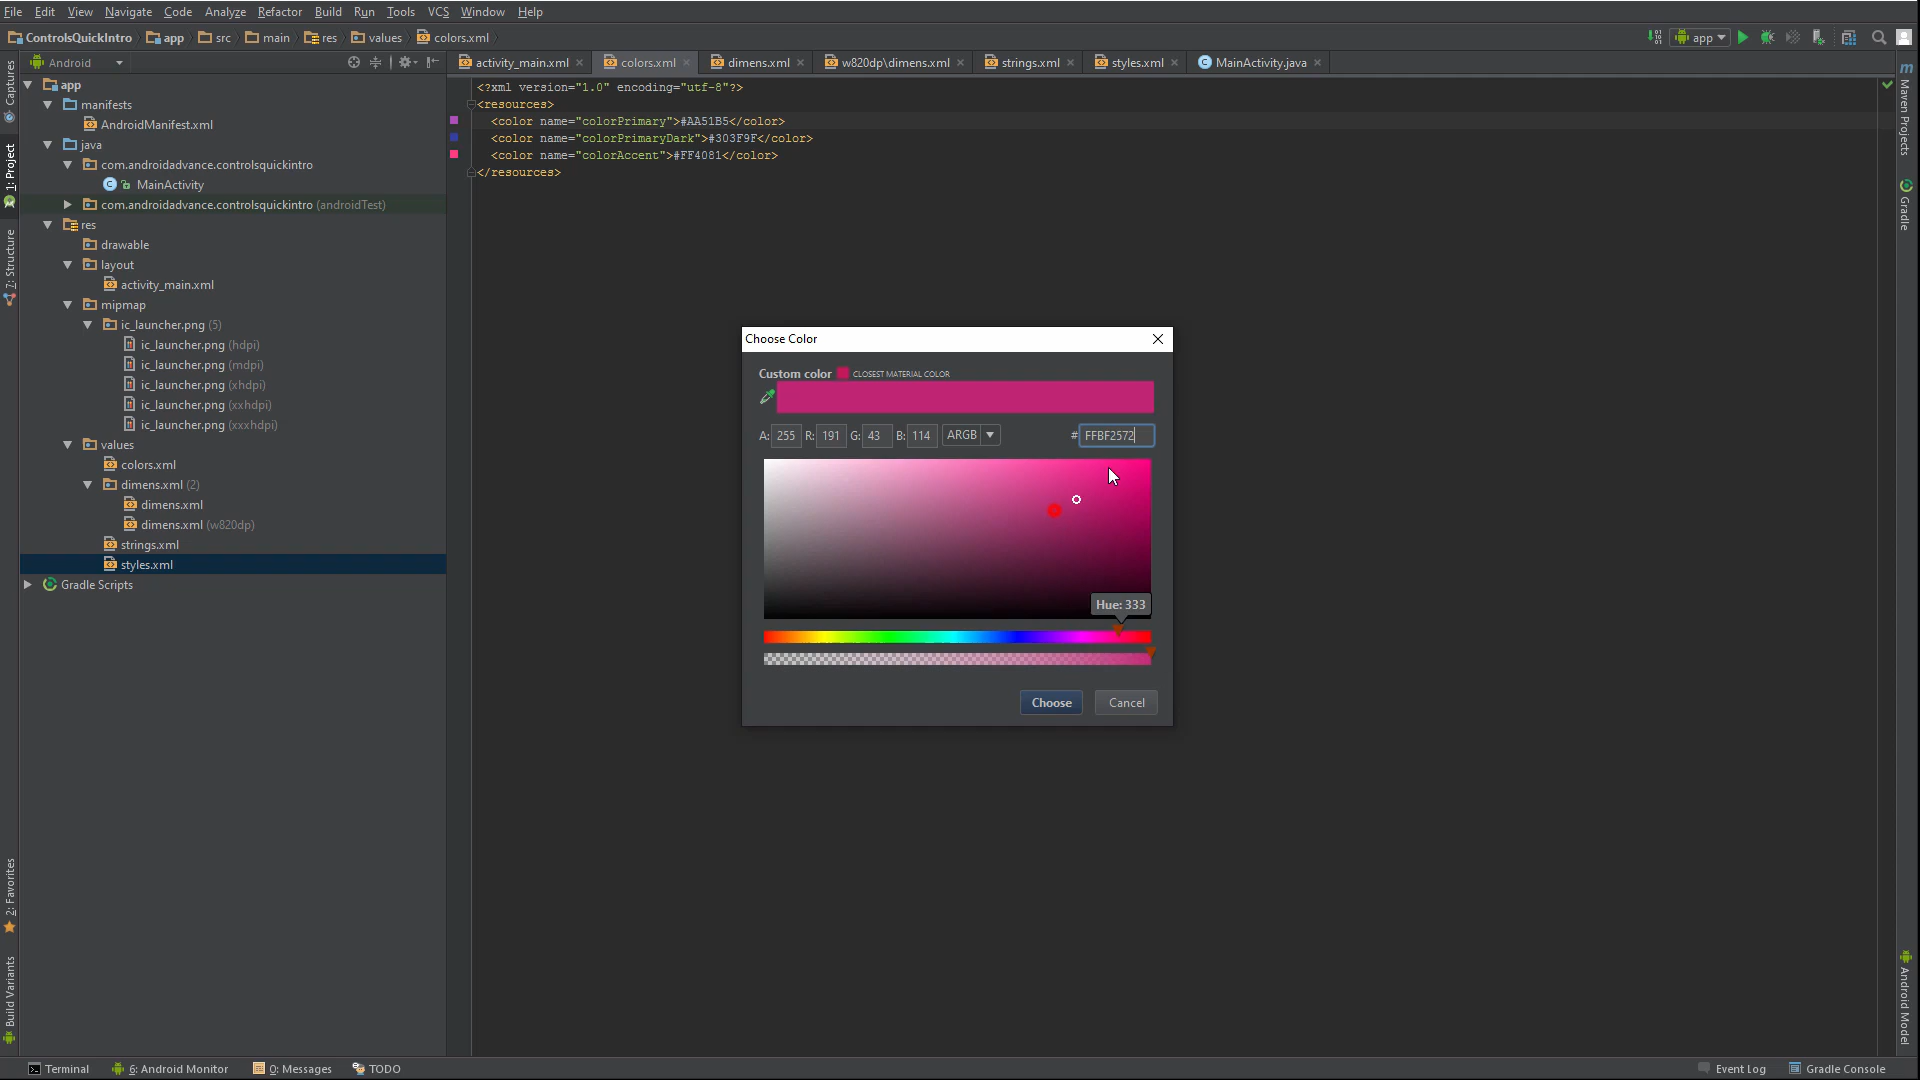 File Edit View Navigate Code Analyze Refactor Build Run Tools VCS Window Help
ControlsQuickIntro app src main res values colors.xml
app
Android
activity_main.xml colors.xml dimens.xml w820dp\dimens.xml strings.xml styles.xml MainActivity.java
Captures
1: Project
7: Structure
2: Favorites
Build Variants
app
manifests
AndroidManifest.xml
java
com.androidadvance.controlsquickintro
MainActivity
com.androidadvance.controlsquickintro (androidTest)
res
drawable
layout
activity_main.xml
mipmap
ic_launcher.png (5)
ic_launcher.png (hdpi)
ic_launcher.png (mdpi)
ic_launcher.png (xhdpi)
ic_launcher.png (xxhdpi)
ic_launcher.png (xxxhdpi)
values
colors.xml
dimens.xml (2)
dimens.xml
dimens.xml (w820dp)
strings.xml
styles.xml
Gradle Scripts
<?xml version="1.0" encoding="utf-8"?>
<resources>
<color name="colorPrimary">#AA51B5</color>
<color name="colorPrimaryDark">#303F9F</color>
<color name="colorAccent">#FF4081</color>
</resources>
Choose Color
Custom color CLOSEST MATERIAL COLOR
A: 255 R: 191 G: 43 B: 114 ARGB # FFBF2572
Hue: 333
Choose Cancel
m Maven Projects
Gradle
Android Model
Terminal 6: Android Monitor 0: Messages TODO Event Log Gradle Console